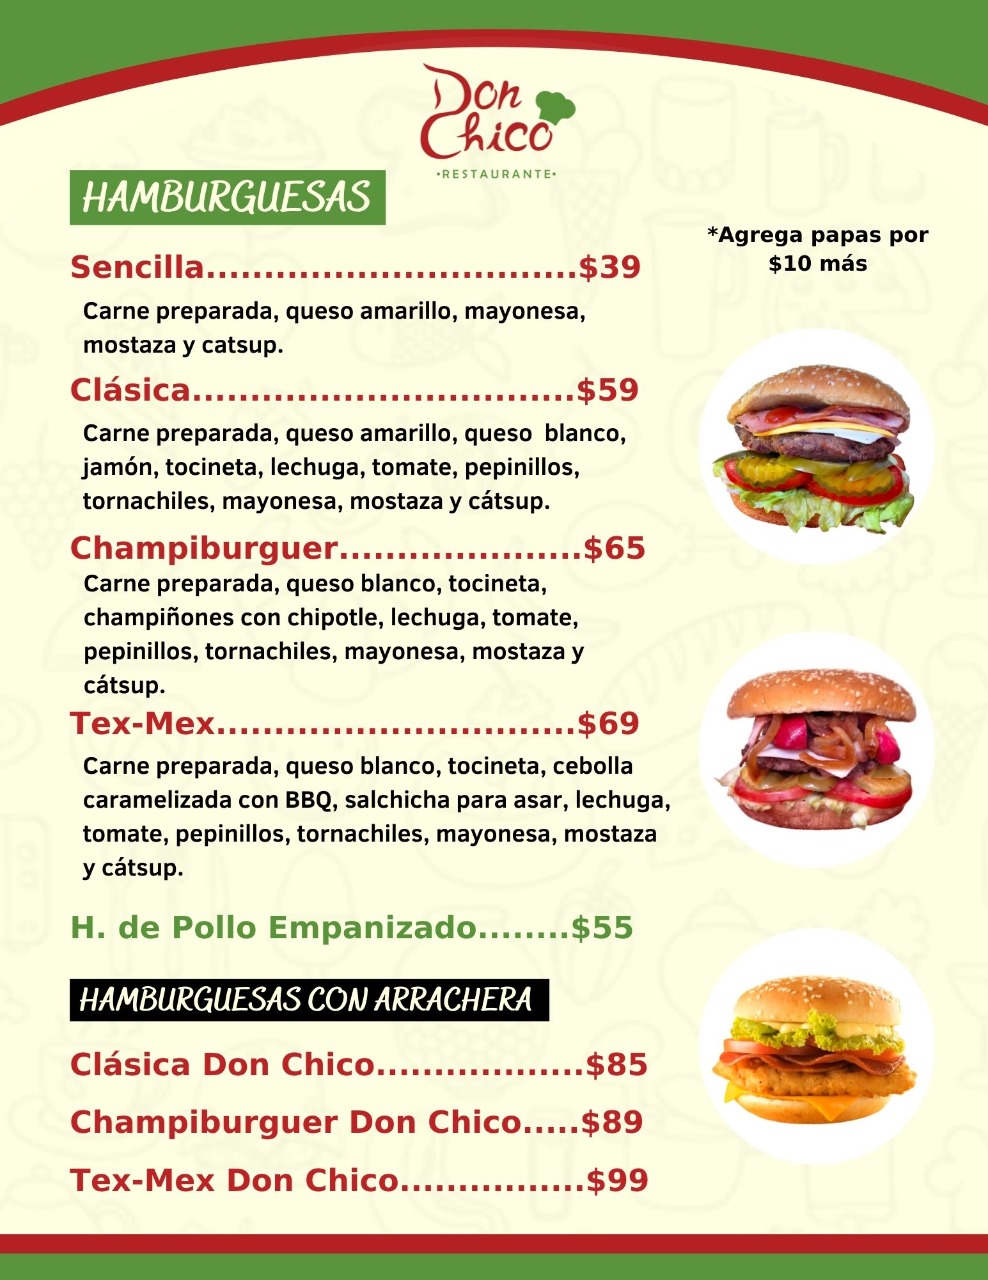 Don
Chico
•RESTAURANTE•
HAMBURGUESAS
*Agrega papas por
$10 más
Sencilla................................$39
Carne preparada, queso amarillo, mayonesa,
mostaza y catsup.
Clásica.................................$59
Carne preparada, queso amarillo, queso  blanco,
jamón, tocineta, lechuga, tomate, pepinillos,
tornachiles, mayonesa, mostaza y cátsup.
Champiburguer.....................$65
Carne preparada, queso blanco, tocineta,
champiñones con chipotle, lechuga, tomate,
pepinillos, tornachiles, mayonesa, mostaza y
cátsup.
Tex-Mex...............................$69
Carne preparada, queso blanco, tocineta, cebolla
caramelizada con BBQ, salchicha para asar, lechuga,
tomate, pepinillos, tornachiles, mayonesa, mostaza
y cátsup.
H. de Pollo Empanizado........$55
HAMBURGUESAS CON ARRACHERA
Clásica Don Chico..................$85
Champiburguer Don Chico.....$89
Tex-Mex Don Chico................$99